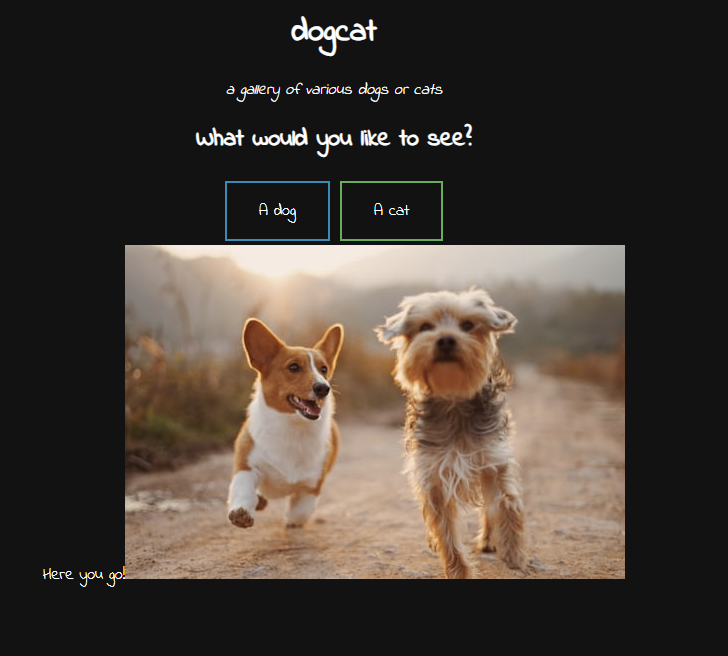 dogcat
a gallery of various dogs or cats
What would you like to see?
A dog
A cat
Here you go!